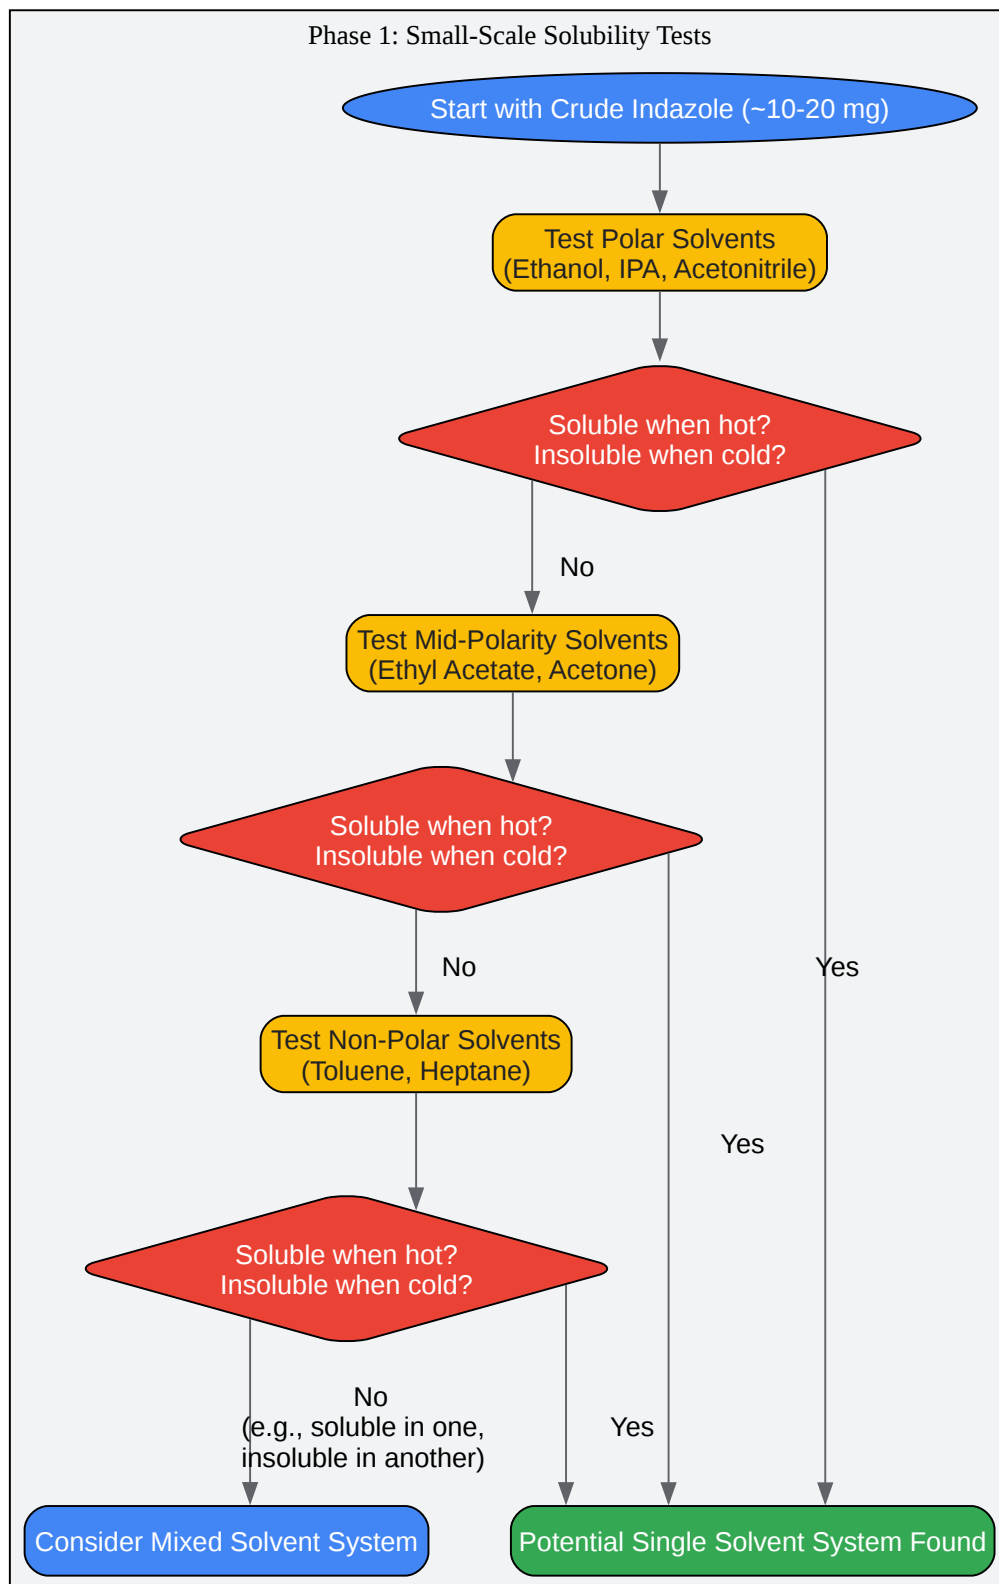 Phase 1: Small-Scale Solubility Tests
Start with Crude Indazole (~10-20 mg)
Test Polar Solvents
(Ethanol, IPA, Acetonitrile)
Soluble when hot?
Insoluble when cold?
No
Test Mid-Polarity Solvents
(Ethyl Acetate, Acetone)
Soluble when hot?
Insoluble when cold?
No
Yes
Test Non-Polar Solvents
(Toluene, Heptane)
Yes
Soluble when hot?
Insoluble when cold?
No
(e.g., soluble in one,
insoluble in another)
Yes
Consider Mixed Solvent System
Potential Single Solvent System Found